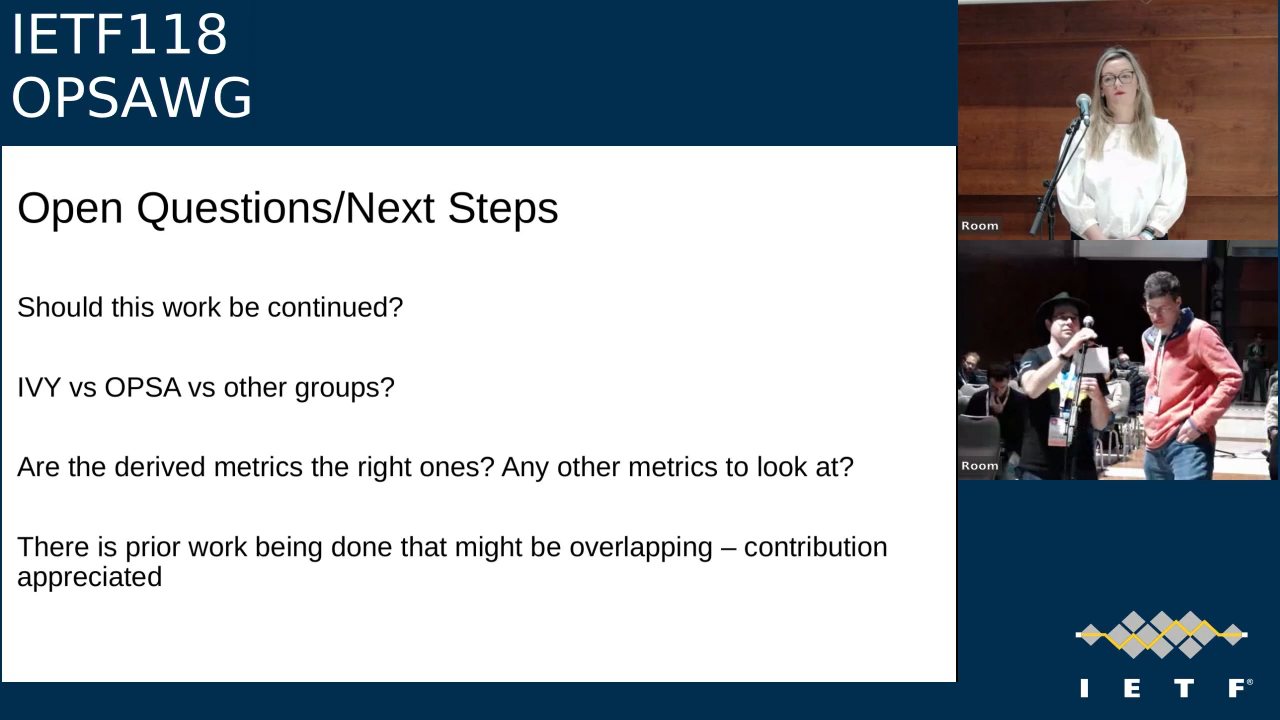 IETF118
OPSAWG
Open Questions/Next Steps
Should this work be continued?
IVY vs OPSA vs other groups?
Are the derived metrics the right ones? Any other metrics to look at?
There is prior work being done that might be overlapping – contribution
appreciated
Room
Room
I E T F®